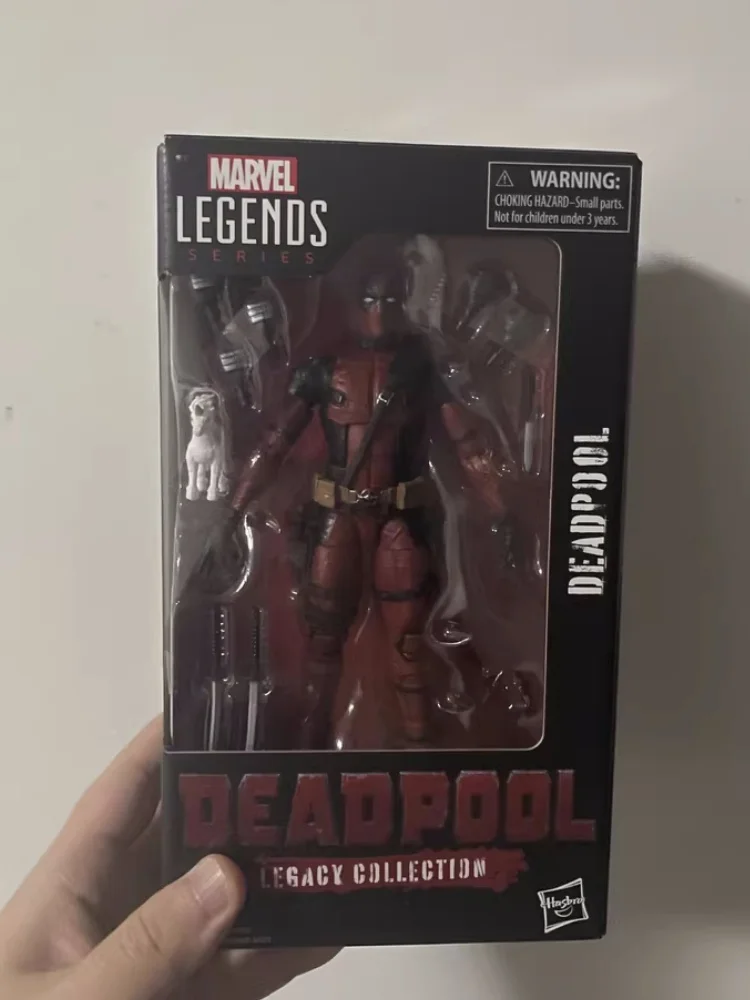 MARVEL
LEGENDS
SERIES
WARNING:
CHOKING HAZARD–Small parts.
Not for children under 3 years.
DEADPOOL
DEADPOOL
LEGACY COLLECTION
Hasbro